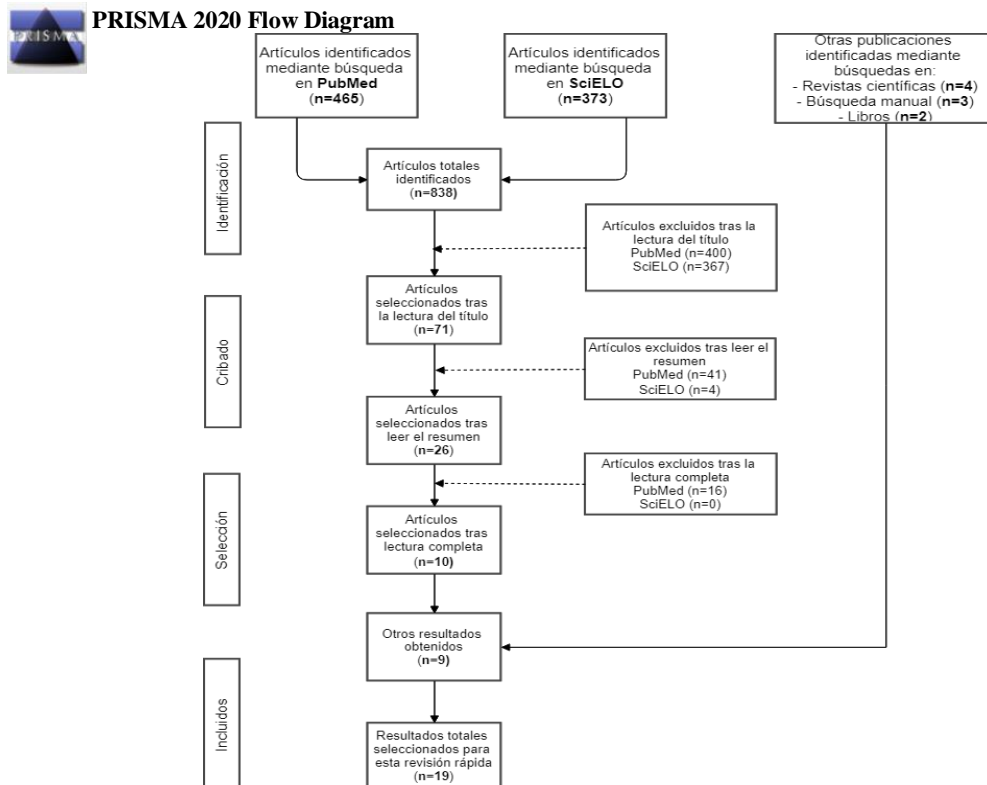 PRISMA
PRISMA 2020 Flow Diagram
Artículos identificados
mediante búsqueda
en PubMed
(n=465)
Artículos identificados
mediante búsqueda
en SciELO
(n=373)
Otras publicaciones
identificadas mediante
búsquedas en:
- Revistas científicas (n=4)
- Búsqueda manual (n=3)
- Libros (n=2)
Identificación
Artículos totales
identificados
(n=838)
Artículos excluidos tras la
lectura del título
PubMed (n=400)
SciELO (n=367)
Cribado
Artículos
seleccionados tras
la lectura del título
(n=71)
Artículos excluidos tras leer el
resumen
PubMed (n=41)
SciELO (n=4)
Artículos
seleccionados tras
leer el resumen
(n=26)
Artículos excluidos tras la
lectura completa
PubMed (n=16)
SciELO (n=0)
Selección
Artículos
seleccionados tras
lectura completa
(n=10)
Otros resultados
obtenidos
(n=9)
Incluidos
Resultados totales
seleccionados para
esta revisión rápida
(n=19)